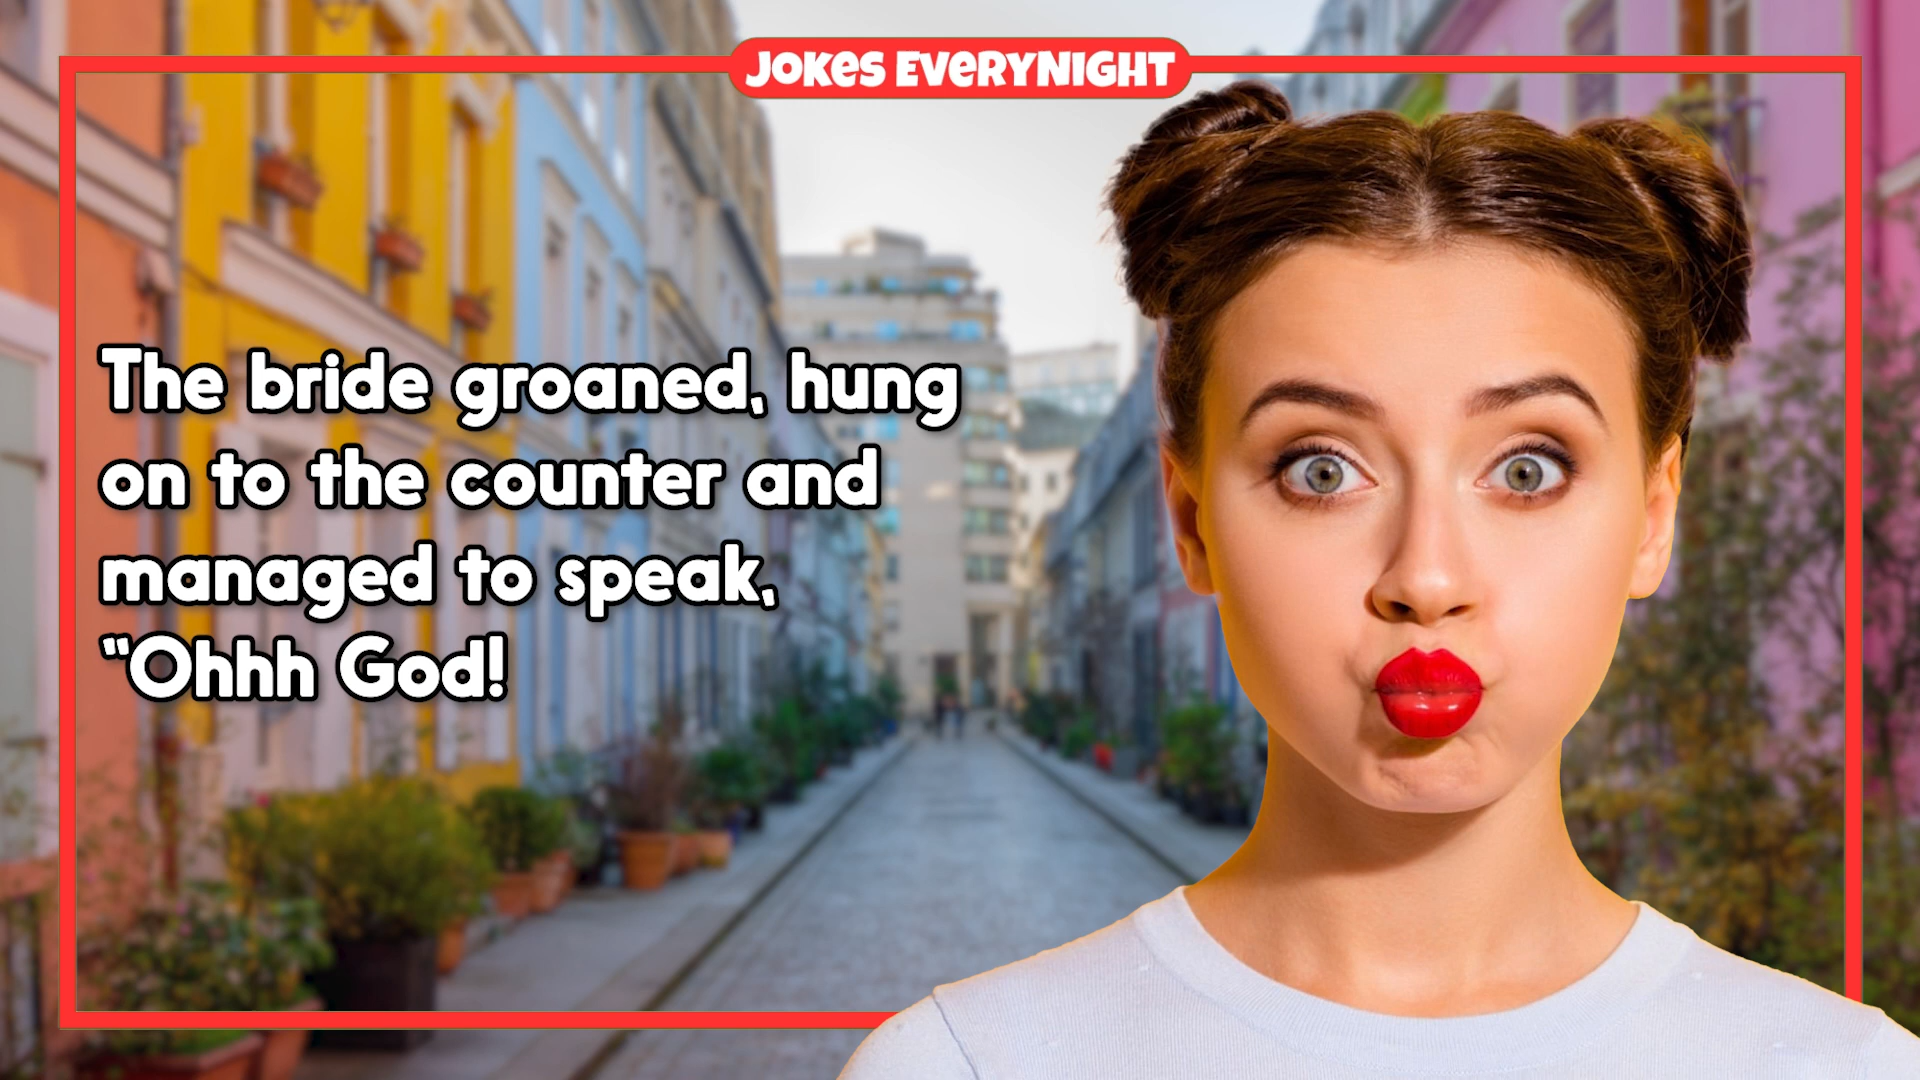 JOKES EVERYNIGHT
The bride groaned, hung
on to the counter and
managed to speak,
"Ohhh God!